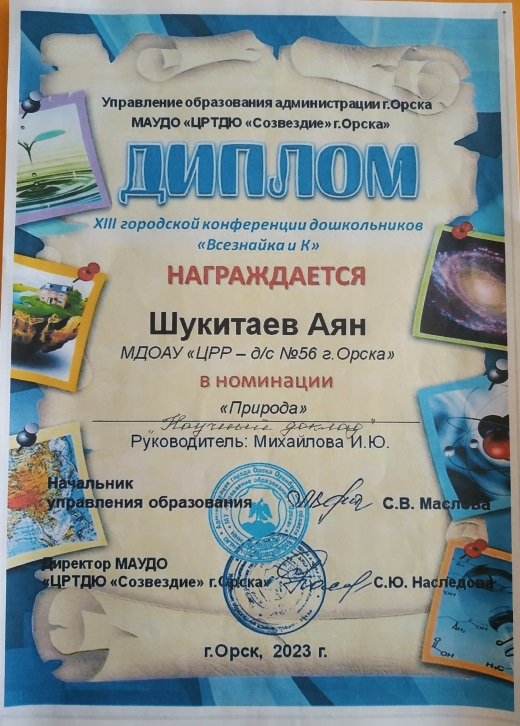 Управление образования администрации г.Орска
МАУДО «ЦРТДЮ «Созвездие» г.Орска»
ДИПЛОМ
XIII городской конференции дошкольников
«Всезнайка и К»
НАГРАЖДАЕТСЯ
Шукитаев Аян
МДОАУ «ЦРР – д/с №56 г.Орска»
в номинации
«Природа»
"Научный доклад"
Руководитель: Михайлова И.Ю.
Начальник
управления образования С.В. Маслова
Директор МАУДО
«ЦРТДЮ «Созвездие» г.Орска» С.Ю. Наследова
г.Орск, 2023 г.